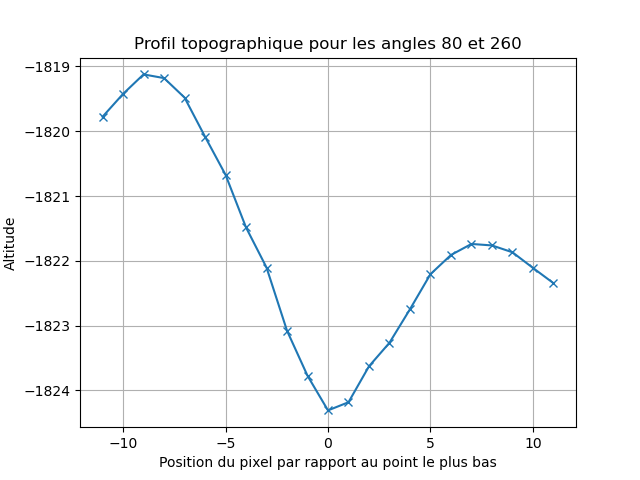 Profil topographique pour les angles 80 et 260
−1819
−1820
−1821
−1822
−1823
−1824
Altitude
−10 −5 0 5 10
Position du pixel par rapport au point le plus bas